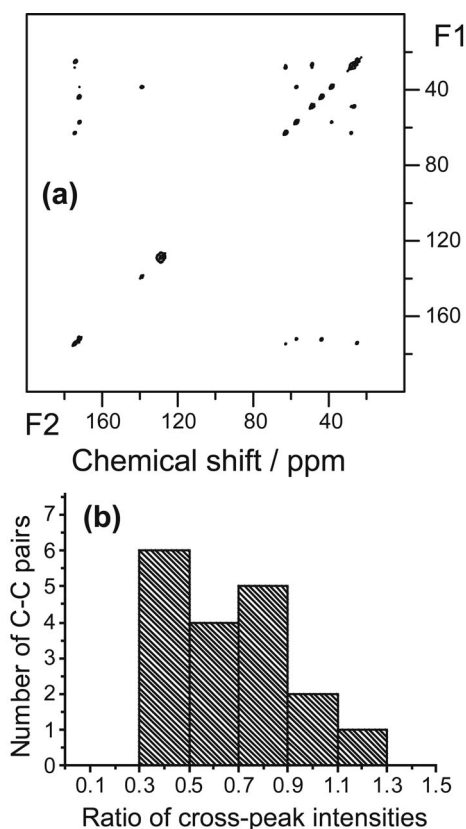 F1
40
80
(a)
120
160
F2
160 120 80 40
Chemical shift / ppm
(b)
7
6
5
4
3
2
1
0
Number of C-C pairs
0.1 0.3 0.5 0.7 0.9 1.1 1.3 1.5
Ratio of cross-peak intensities